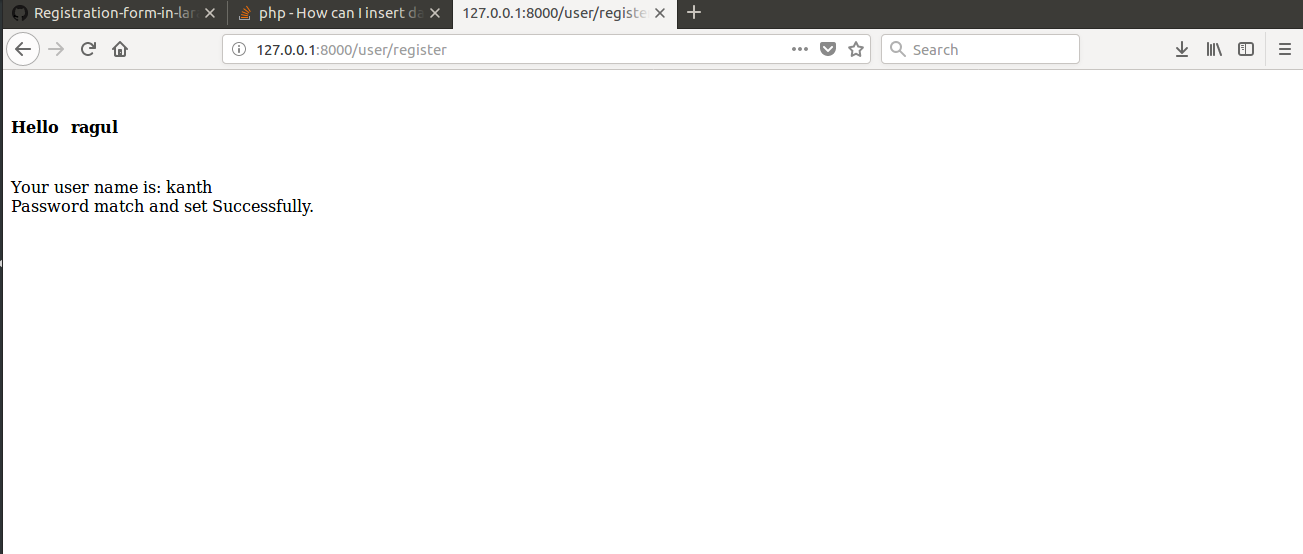 Registration-form-in-lara
php - How can I insert da
127.0.0.1:8000/user/registe
127.0.0.1:8000/user/register
Search
Hello ragul
Your user name is: kanth
Password match and set Successfully.